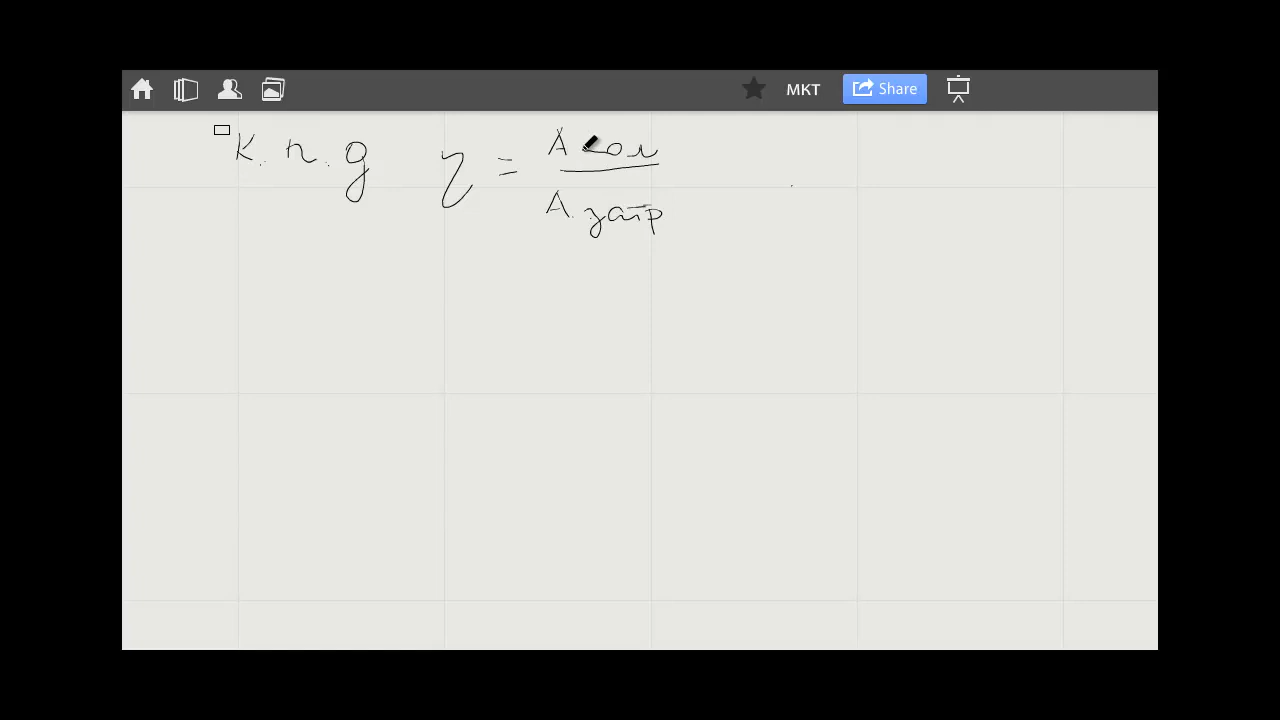 МКТ Share
К.П.Д η = А пол / А затр